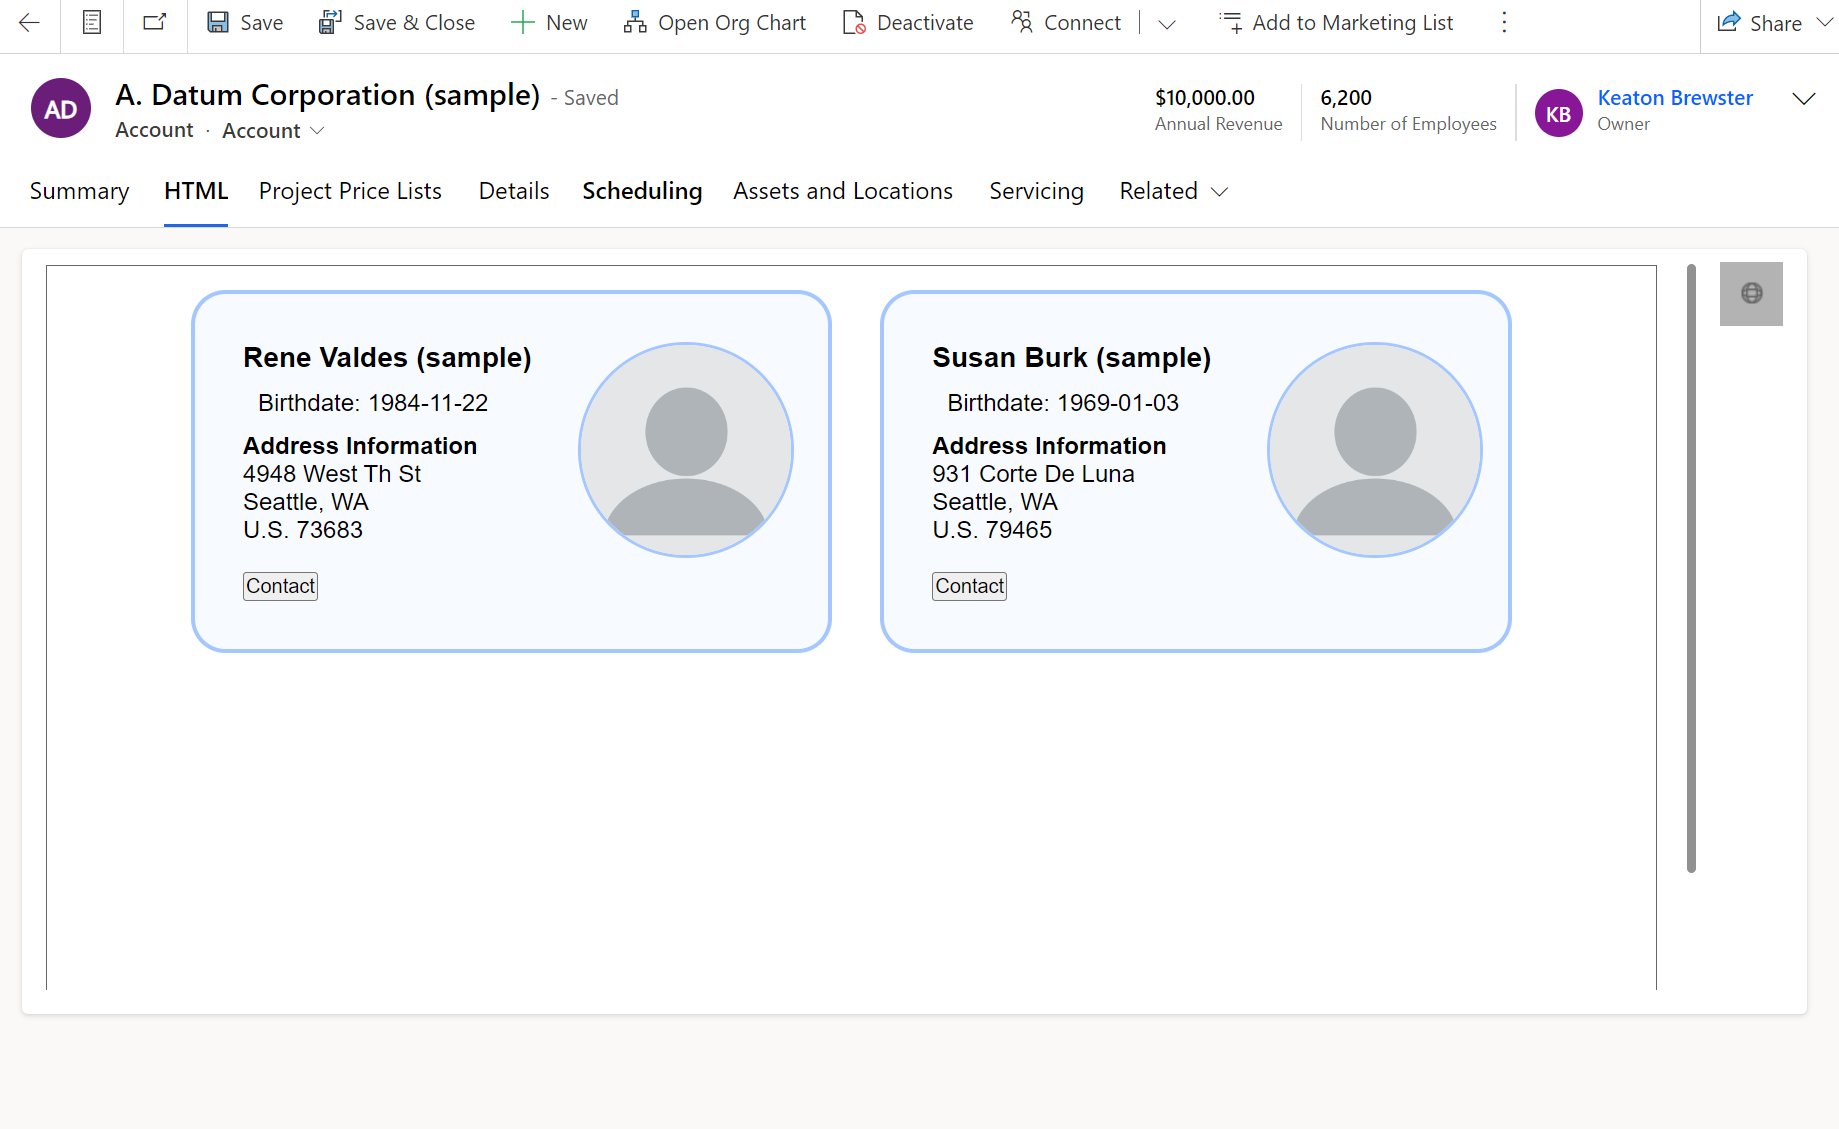 Save Save & Close New Open Org Chart Deactivate Connect Add to Marketing List Share
AD
A. Datum Corporation (sample) - Saved
Account · Account
$10,000.00
Annual Revenue
6,200
Number of Employees
KB
Keaton Brewster
Owner
Summary HTML Project Price Lists Details Scheduling Assets and Locations Servicing Related
Rene Valdes (sample)
Birthdate: 1984-11-22
Address Information
4948 West Th St
Seattle, WA
U.S. 73683
Contact
Susan Burk (sample)
Birthdate: 1969-01-03
Address Information
931 Corte De Luna
Seattle, WA
U.S. 79465
Contact